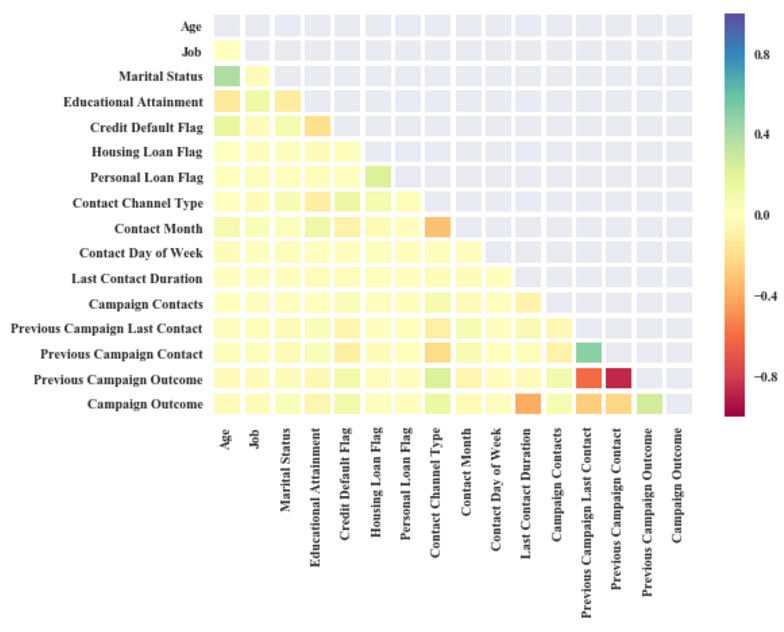 Age
Job
Marital Status
Educational Attainment
Credit Default Flag
Housing Loan Flag
Personal Loan Flag
Contact Channel Type
Contact Month
Contact Day of Week
Last Contact Duration
Campaign Contacts
Previous Campaign Last Contact
Previous Campaign Contact
Previous Campaign Outcome
Campaign Outcome
Age
Job
Marital Status
Educational Attainment
Credit Default Flag
Housing Loan Flag
Personal Loan Flag
Contact Channel Type
Contact Month
Contact Day of Week
Last Contact Duration
Campaign Contacts
Previous Campaign Last Contact
Previous Campaign Contact
Previous Campaign Outcome
Campaign Outcome
0.8
0.4
0.0
−0.4
−0.8